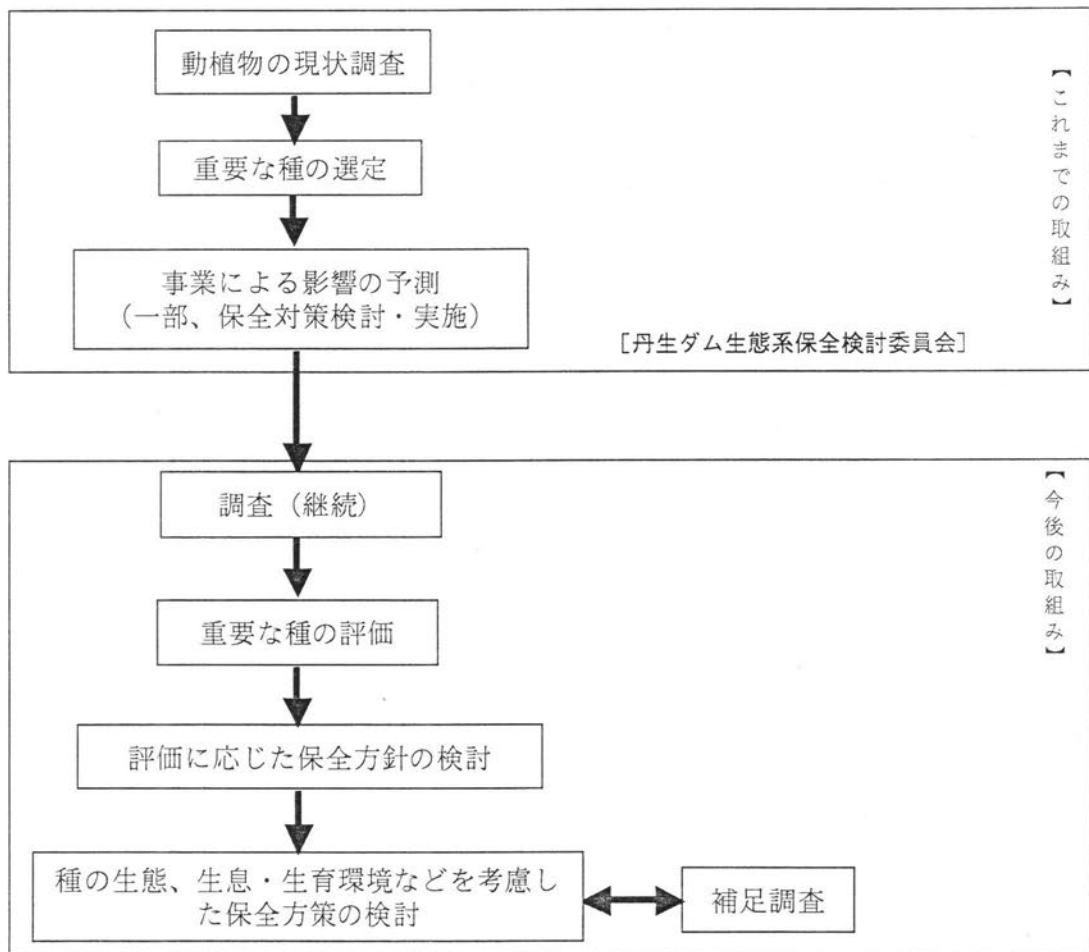 動植物の現状調査
重要な種の選定
事業による影響の予測
（一部、保全対策検討・実施）
［丹生ダム生態系保全検討委員会］
【これまでの取組み】
調査（継続）
重要な種の評価
評価に応じた保全方針の検討
種の生態、生息・生育環境などを考慮し
た保全方策の検討
補足調査
【今後の取組み】